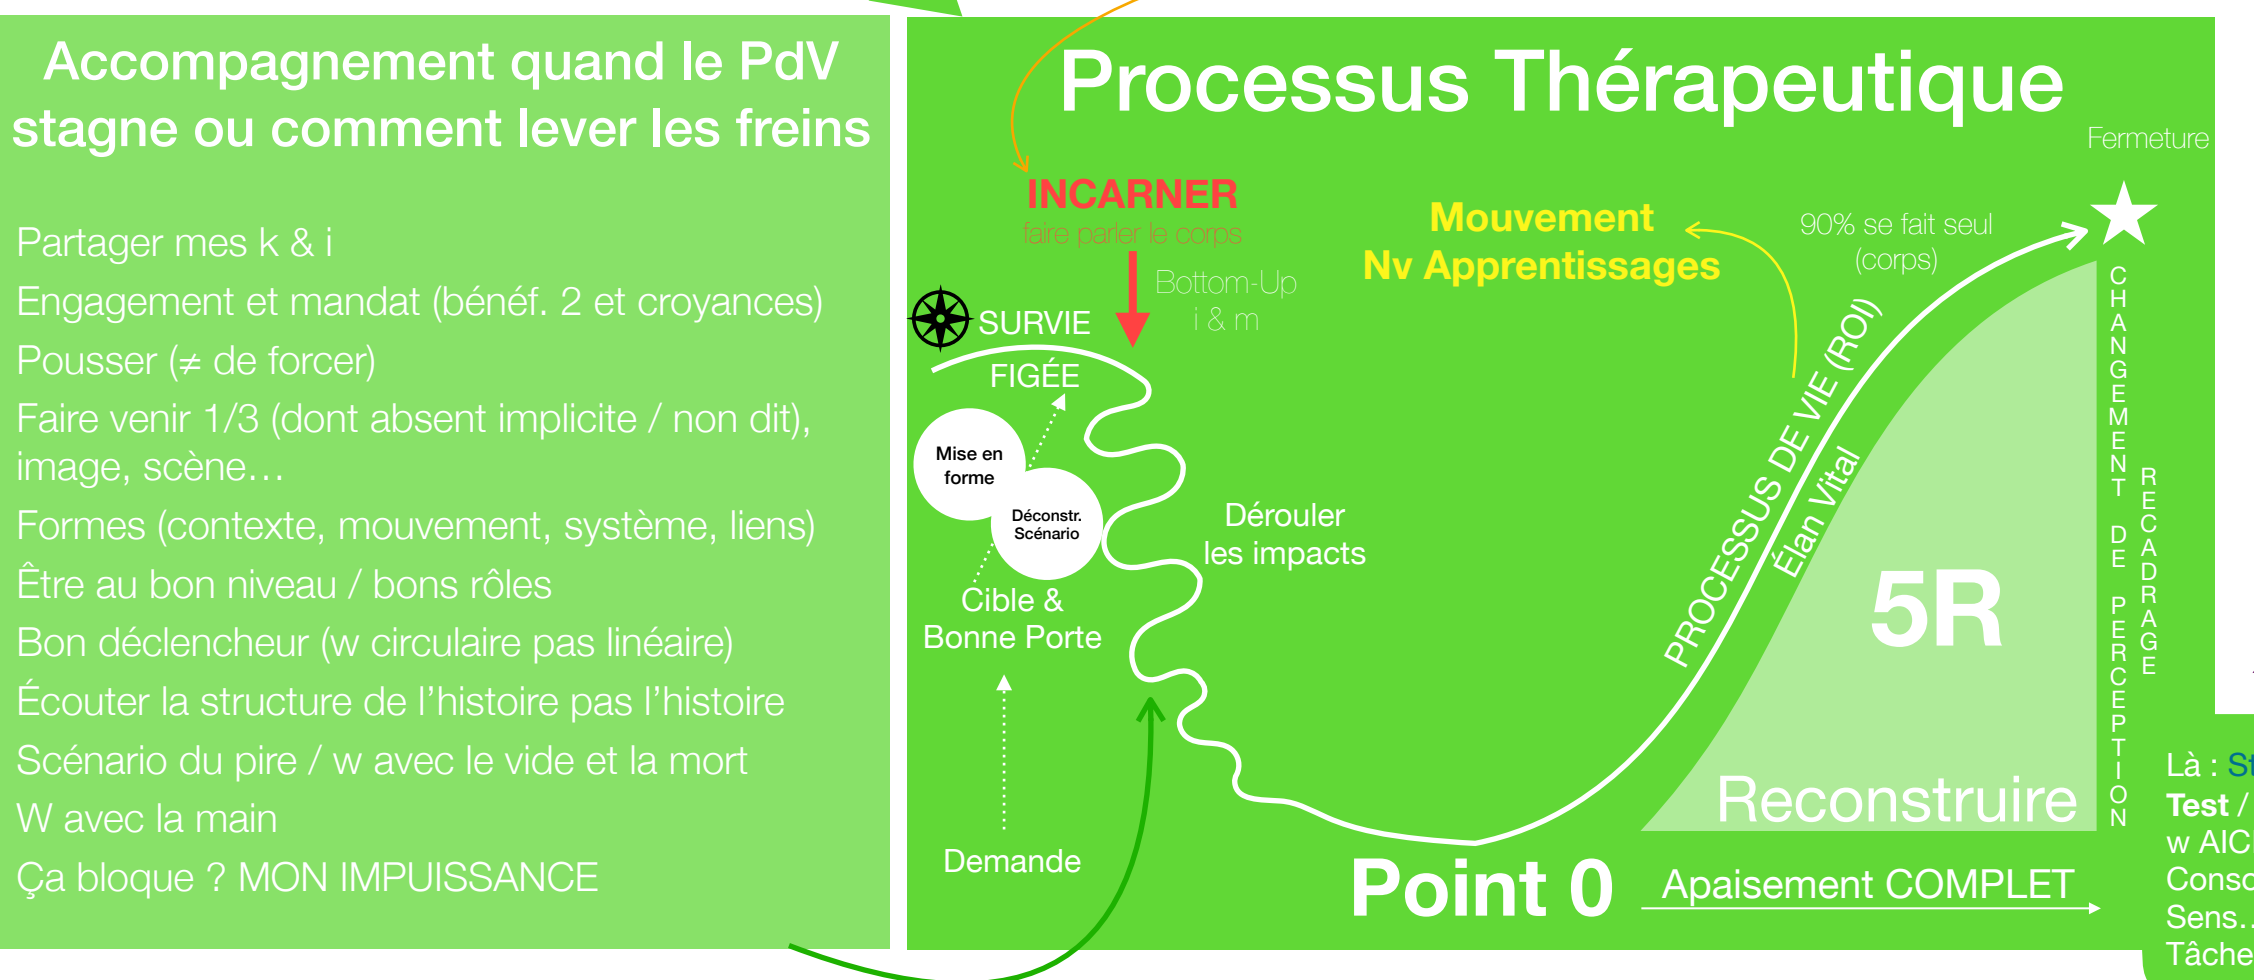 Accompagnement quand le PdV
stagne ou comment lever les freins
Partager mes k & i
Engagement et mandat (bénéf. 2 et croyances)
Pousser (≠ de forcer)
Faire venir 1/3 (dont absent implicite / non dit),
image, scène…
Formes (contexte, mouvement, système, liens)
Être au bon niveau / bons rôles
Bon déclencheur (w circulaire pas linéaire)
Écouter la structure de l'histoire pas l'histoire
Scénario du pire / w avec le vide et la mort
W avec la main
Ça bloque ? MON IMPUISSANCE
Processus Thérapeutique
Fermeture
INCARNER
faire parler le corps
Bottom-Up
i & m
Mouvement
Nv Apprentissages
90% se fait seul
(corps)
SURVIE
FIGÉE
Mise en
forme
Déconstr.
Scénario
Cible &
Bonne Porte
Demande
Dérouler
les impacts
PROCESSUS DE VIE (ROI)
Élan Vital
5R
Reconstruire
CHANGEMENT DE PERCEPTION
RECADRAGE
Point 0
Apaisement COMPLET
Là :
Test /
w AIC
Sens…
Tâche